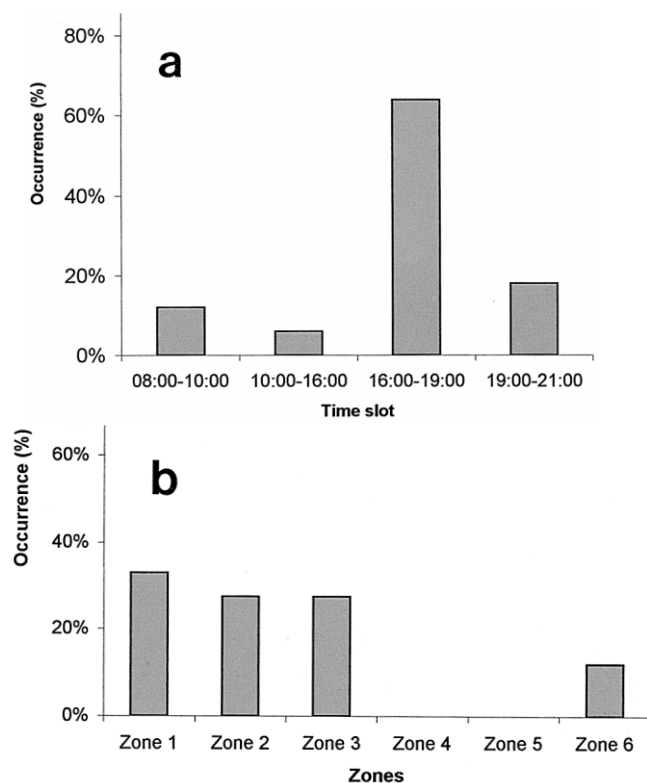 80%
a
60%
40%
20%
0%
Occurrence (%)
08:00-10:00 10:00-16:00 16:00-19:00 19:00-21:00
Time slot
60%
b
40%
20%
0%
Occurrence (%)
Zone 1 Zone 2 Zone 3 Zone 4 Zone 5 Zone 6
Zones